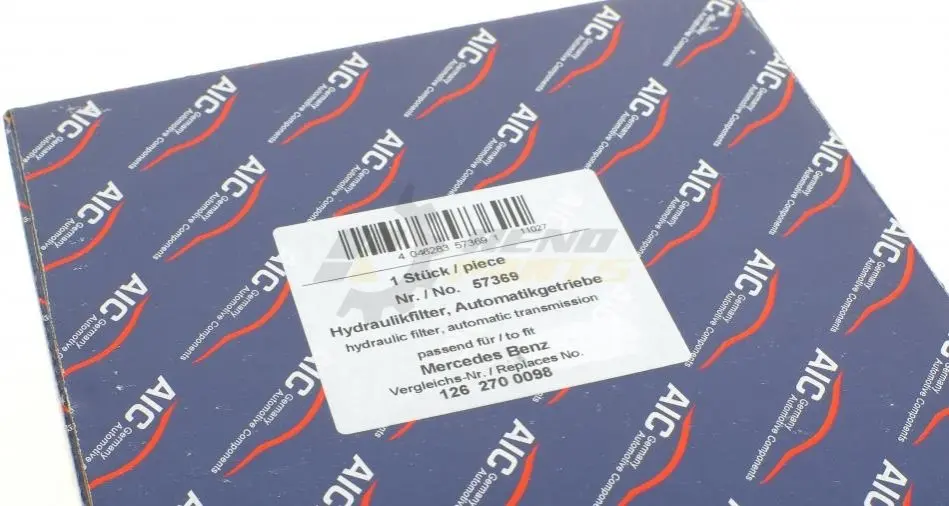 AIC
Germany
Automotive Components
11027
4 046283 57369
1 Stück / piece
Nr. / No. 57369
Hydraulikfilter, Automatikgetriebe
hydraulic filter, automatic transmission
passend für / to fit
Mercedes Benz
Vergleichs-Nr. / Replaces No.
126 270 0098